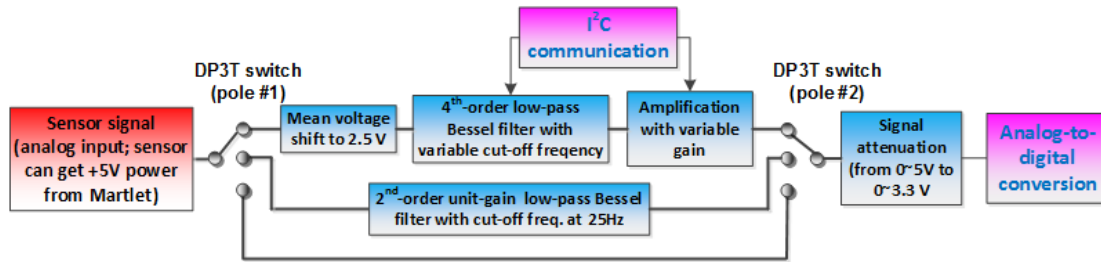 I²C
communication
DP3T switch
(pole #1)
DP3T switch
(pole #2)
Sensor signal
(analog input; sensor
can get +5V power
from Martlet)
Mean voltage
shift to 2.5 V
4th-order low-pass
Bessel filter with
variable cut-off freqency
Amplification
with variable
gain
Signal
attenuation
(from 0~5V to
0~3.3 V
Analog-to-
digital
conversion
2nd-order unit-gain low-pass Bessel
filter with cut-off freq. at 25Hz